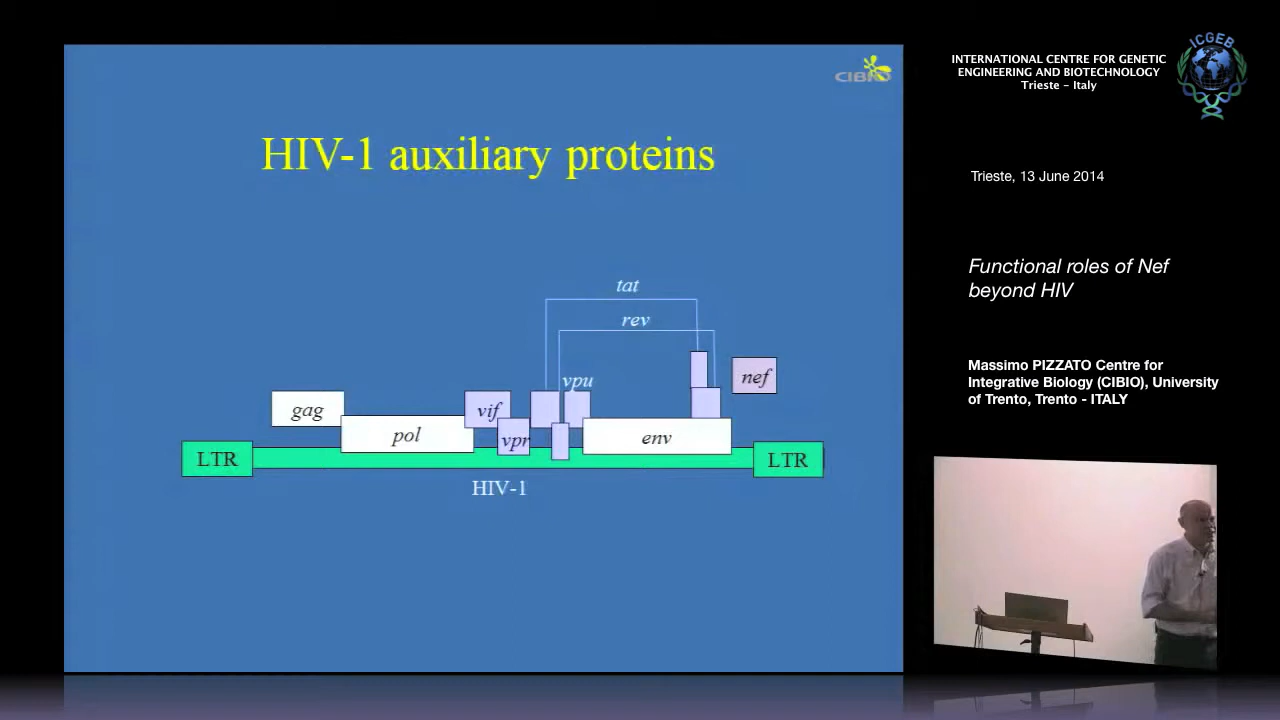 CIBIO
HIV-1 auxiliary proteins
tat
rev
vpu
nef
gag
vif
pol
vpr
env
LTR
LTR
HIV-1
INTERNATIONAL CENTRE FOR GENETIC
ENGINEERING AND BIOTECHNOLOGY
Trieste – Italy
ICGEB
Trieste, 13 June 2014
Functional roles of Nef
beyond HIV
Massimo PIZZATO Centre for
Integrative Biology (CIBIO), University
of Trento, Trento - ITALY